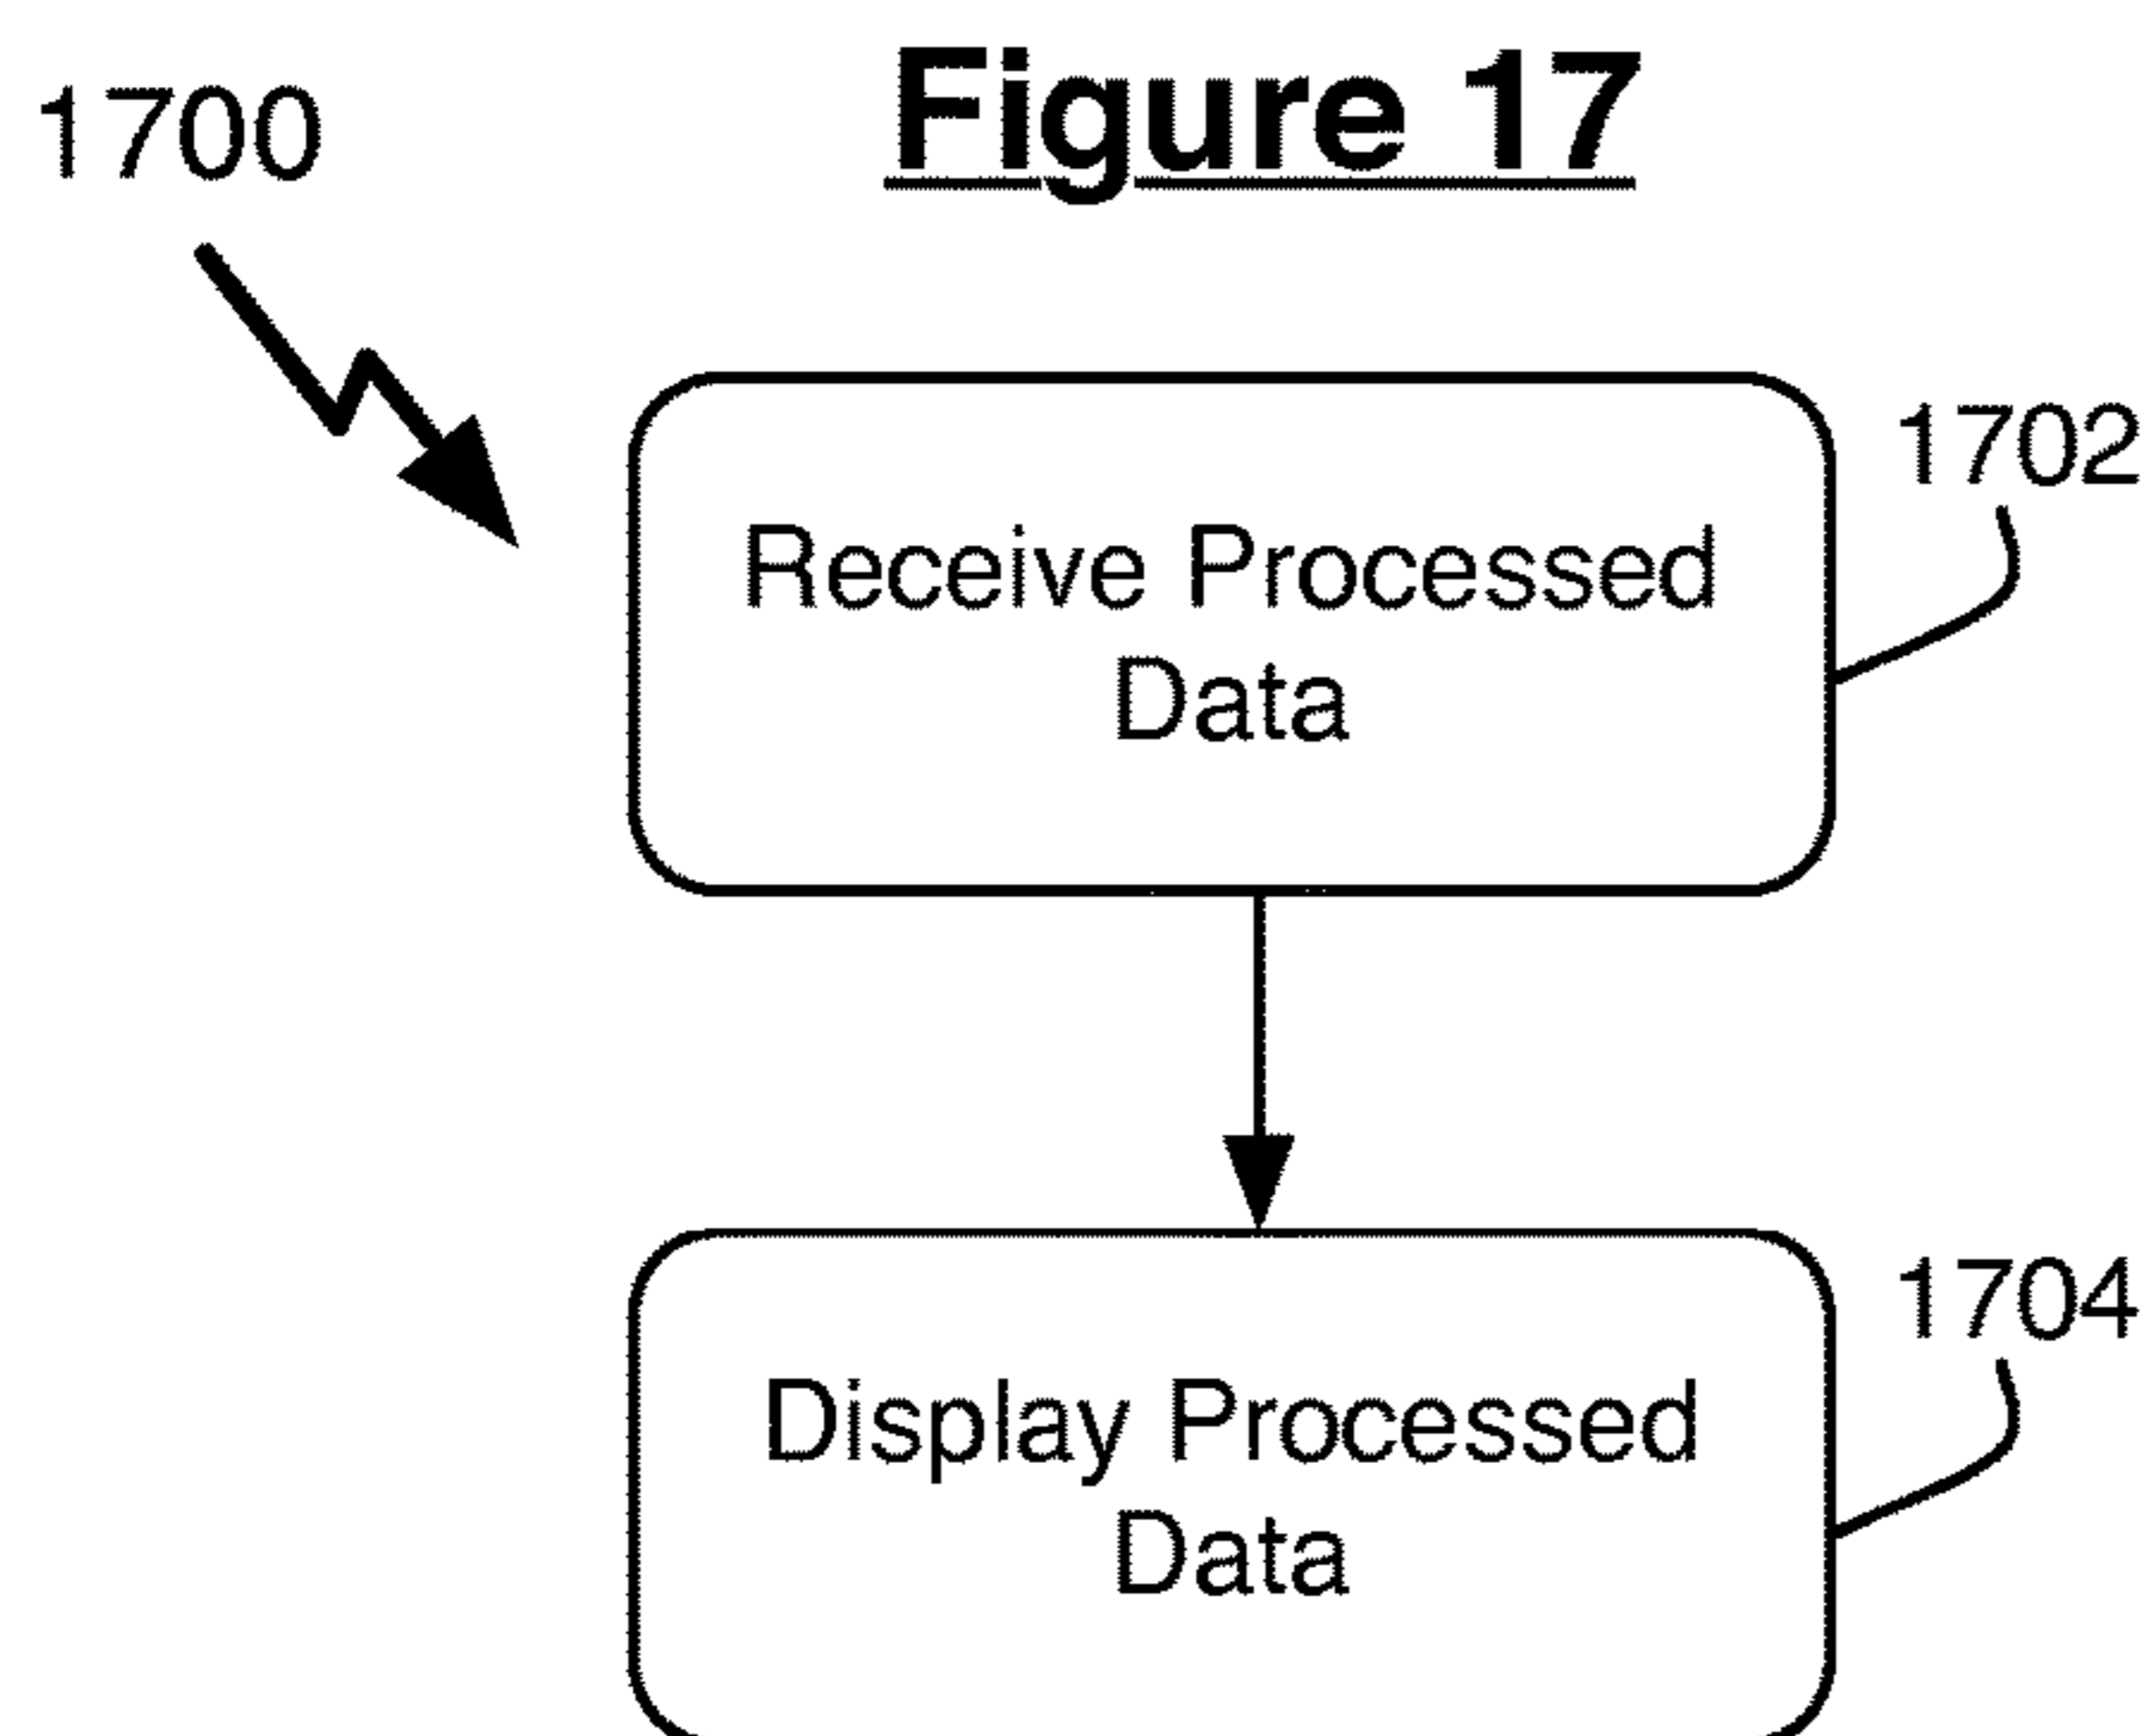 Figure 17
1700
1702
Receive Processed
Data
1704
Display Processed
Data